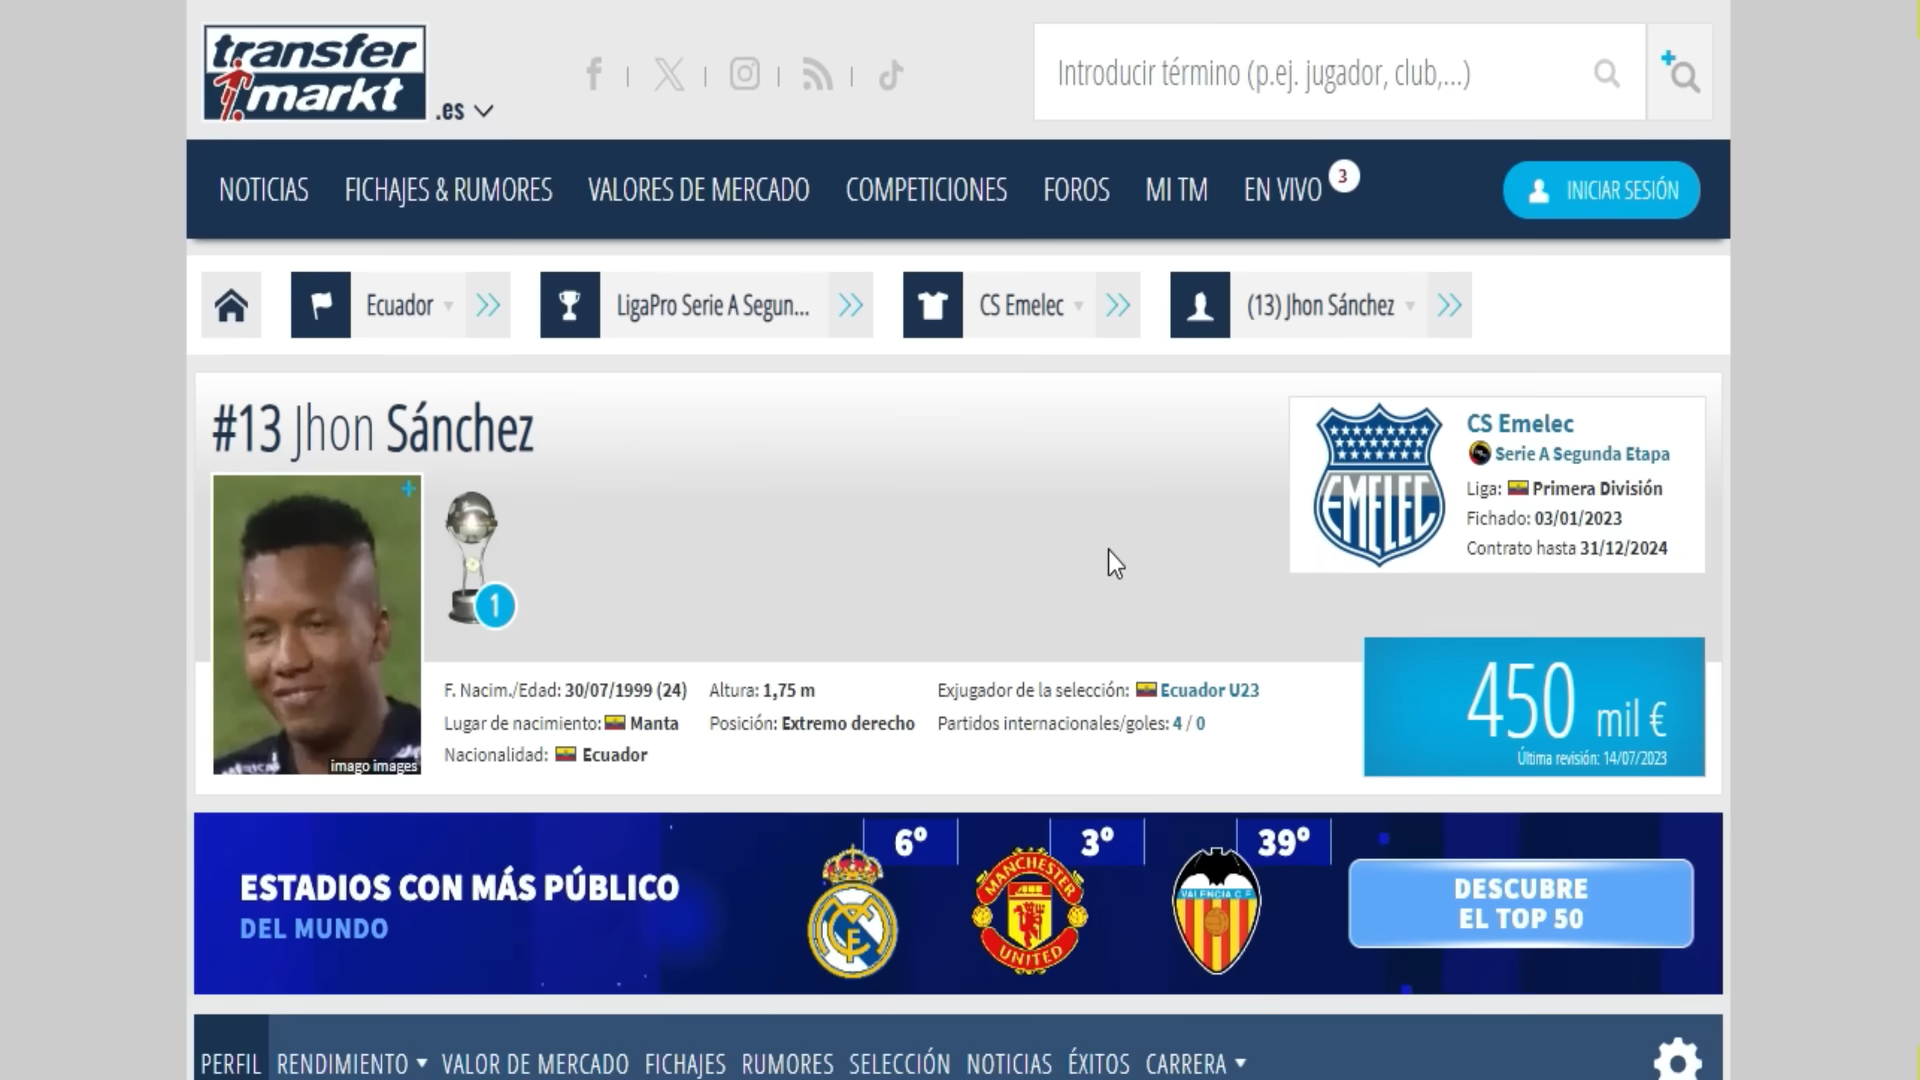 transfer
markt
.es
Introducir término (p.ej. jugador, club,...)
NOTICIAS FICHAJES & RUMORES VALORES DE MERCADO COMPETICIONES FOROS MI TM EN VIVO 3 INICIAR SESIÓN
Ecuador LigaPro Serie A Segun... CS Emelec (13) Jhon Sánchez
#13 Jhon Sánchez
1
imago images
EMELEC
CS Emelec
Serie A Segunda Etapa
Liga: Primera División
Fichado: 03/01/2023
Contrato hasta 31/12/2024
F. Nacim./Edad: 30/07/1999 (24)
Lugar de nacimiento: Manta
Nacionalidad: Ecuador
Altura: 1,75 m
Posición: Extremo derecho
Exjugador de la selección: Ecuador U23
Partidos internacionales/goles: 4 / 0
450 mil €
Última revisión: 14/07/2023
ESTADIOS CON MÁS PÚBLICO
DEL MUNDO
6º
3º
MANCHESTER
UNITED
39º
VALENCIA C.F
DESCUBRE
EL TOP 50
PERFIL RENDIMIENTO VALOR DE MERCADO FICHAJES RUMORES SELECCIÓN NOTICIAS ÉXITOS CARRERA